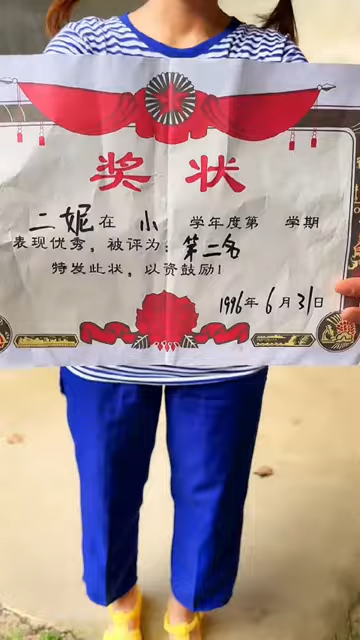 奖状
二妮在小 学年度第 学期
表现优秀，被评为：第二名
特发此状，以资鼓励！
1996年6月31日